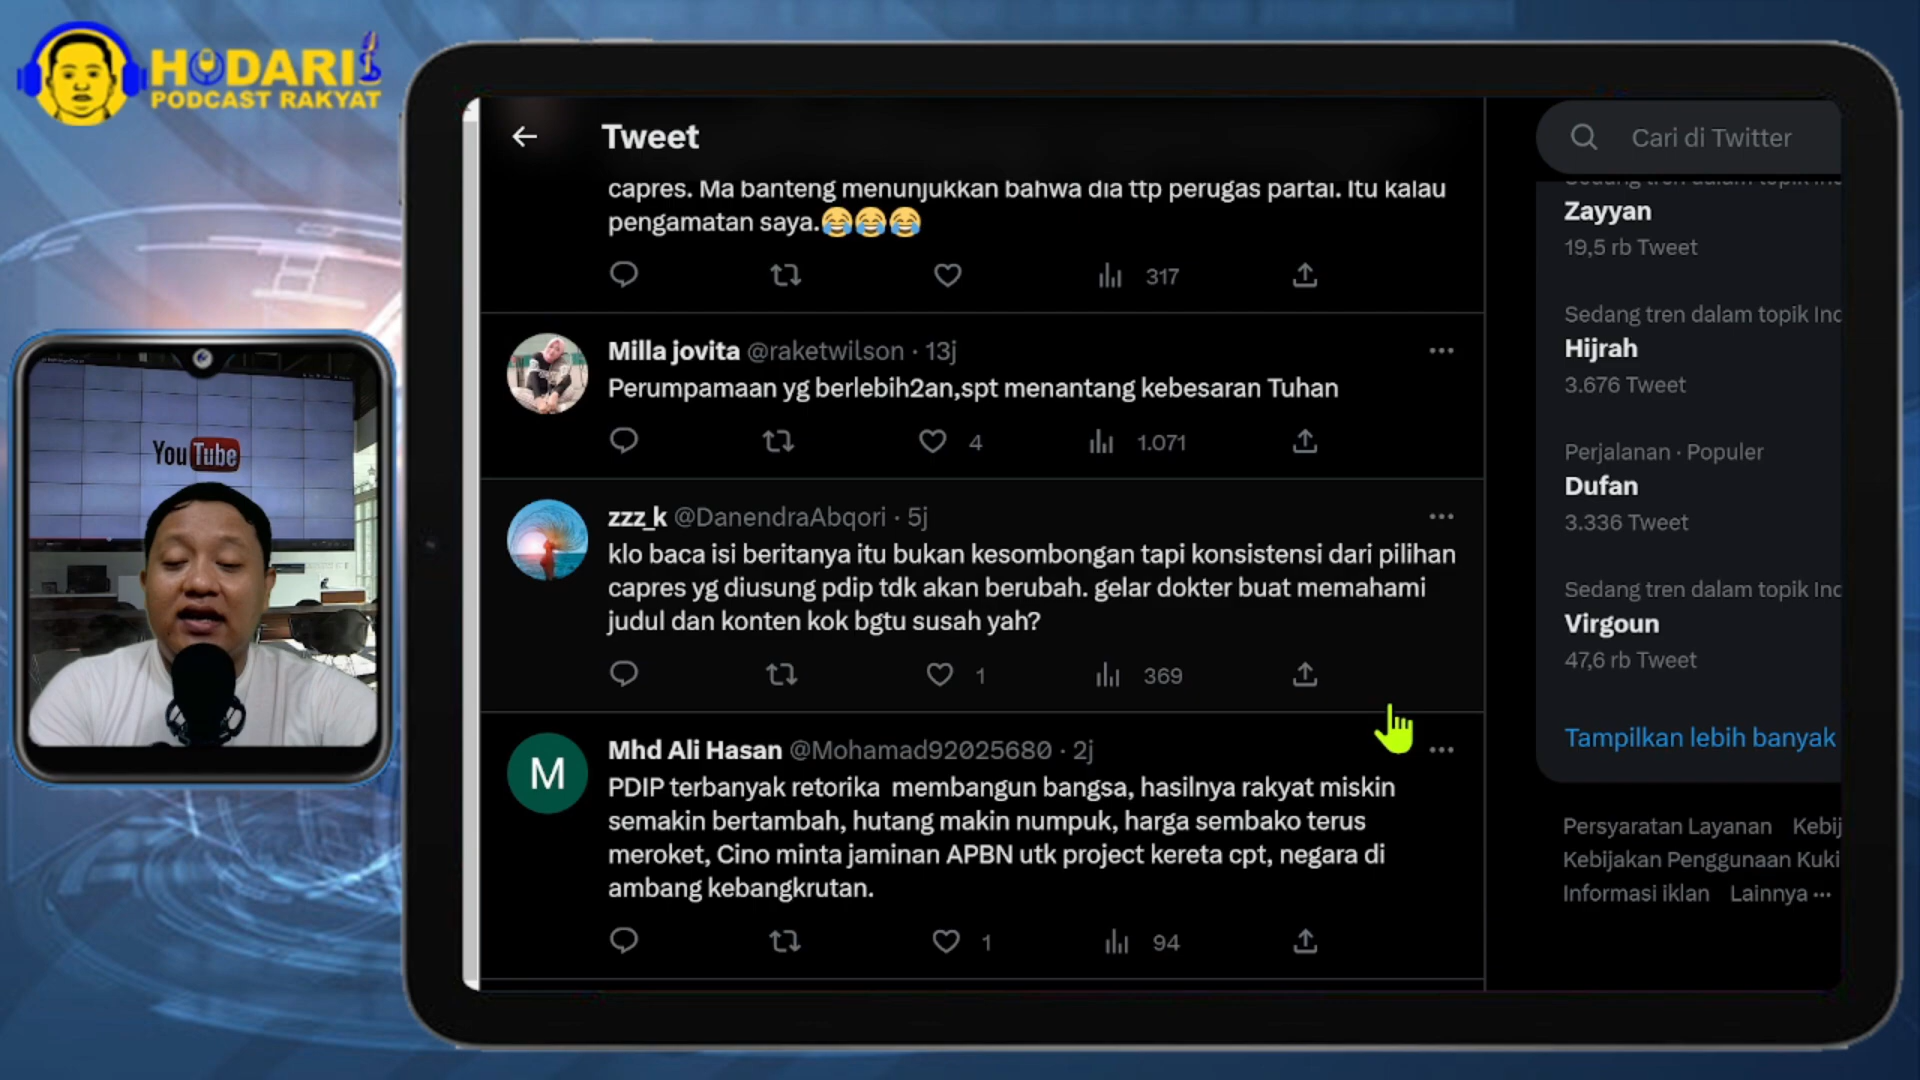 HODARI
PODCAST RAKYAT
YouTube
Tweet
capres. Ma banteng menunjukkan bahwa dia ttp perugas partai. Itu kalau
pengamatan saya.😂😂😂
317
Milla jovita @raketwilson · 13j
Perumpamaan yg berlebih2an,spt menantang kebesaran Tuhan
4 1.071
zzz_k @DanendraAbqori · 5j
klo baca isi beritanya itu bukan kesombongan tapi konsistensi dari pilihan
capres yg diusung pdip tdk akan berubah. gelar dokter buat memahami
judul dan konten kok bgtu susah yah?
1 369
M
Mhd Ali Hasan @Mohamad92025680 · 2j
PDIP terbanyak retorika membangun bangsa, hasilnya rakyat miskin
semakin bertambah, hutang makin numpuk, harga sembako terus
meroket, Cino minta jaminan APBN utk project kereta cpt, negara di
ambang kebangkrutan.
1 94
Cari di Twitter
Zayyan
19,5 rb Tweet
Sedang tren dalam topik Inc
Hijrah
3.676 Tweet
Perjalanan · Populer
Dufan
3.336 Tweet
Sedang tren dalam topik Inc
Virgoun
47,6 rb Tweet
Tampilkan lebih banyak
Persyaratan Layanan Kebij
Kebijakan Penggunaan Kuki
Informasi iklan Lainnya ···